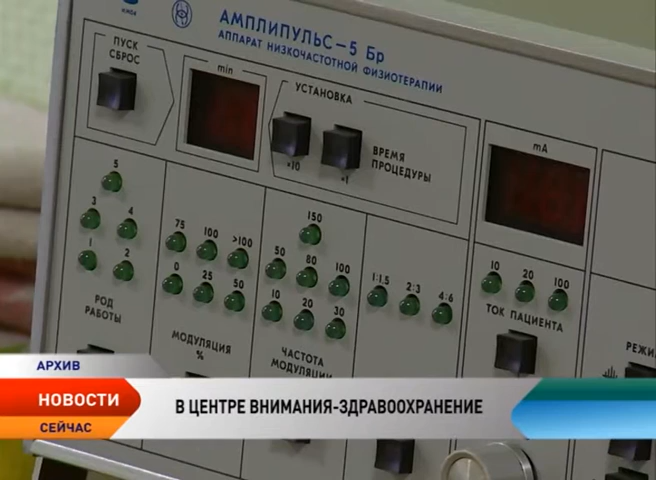 АМПЛИПУЛЬС-5 Бр
АППАРАТ НИЗКОЧАСТОТНОЙ ФИЗИОТЕРАПИИ
ПУСК
СБРОС
min
УСТАНОВКА
×10
×1
ВРЕМЯ
ПРОЦЕДУРЫ
mA
5
3 4
1 2
РОД
РАБОТЫ
75 100 >100
0 25 50
МОДУЛЯЦИЯ
%
150
50 80 100
10 20 30
ЧАСТОТА
МОДУЛЯЦИИ
1:1.5 2:3 4:6
10 20 100
ТОК ПАЦИЕНТА
АРХИВ
НОВОСТИ
СЕЙЧАС
В ЦЕНТРЕ ВНИМАНИЯ-ЗДРАВООХРАНЕНИЕ